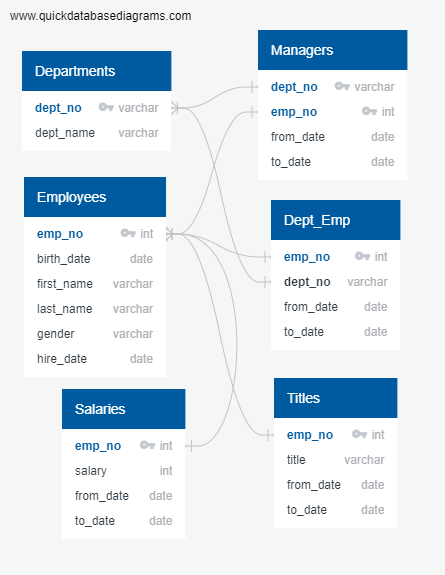 www.quickdatabasediagrams.com
Departments
dept_no varchar
dept_name varchar
Managers
dept_no varchar
emp_no int
from_date date
to_date date
Employees
emp_no int
birth_date date
first_name varchar
last_name varchar
gender varchar
hire_date date
Dept_Emp
emp_no int
dept_no varchar
from_date date
to_date date
Salaries
emp_no int
salary int
from_date date
to_date date
Titles
emp_no int
title varchar
from_date date
to_date date